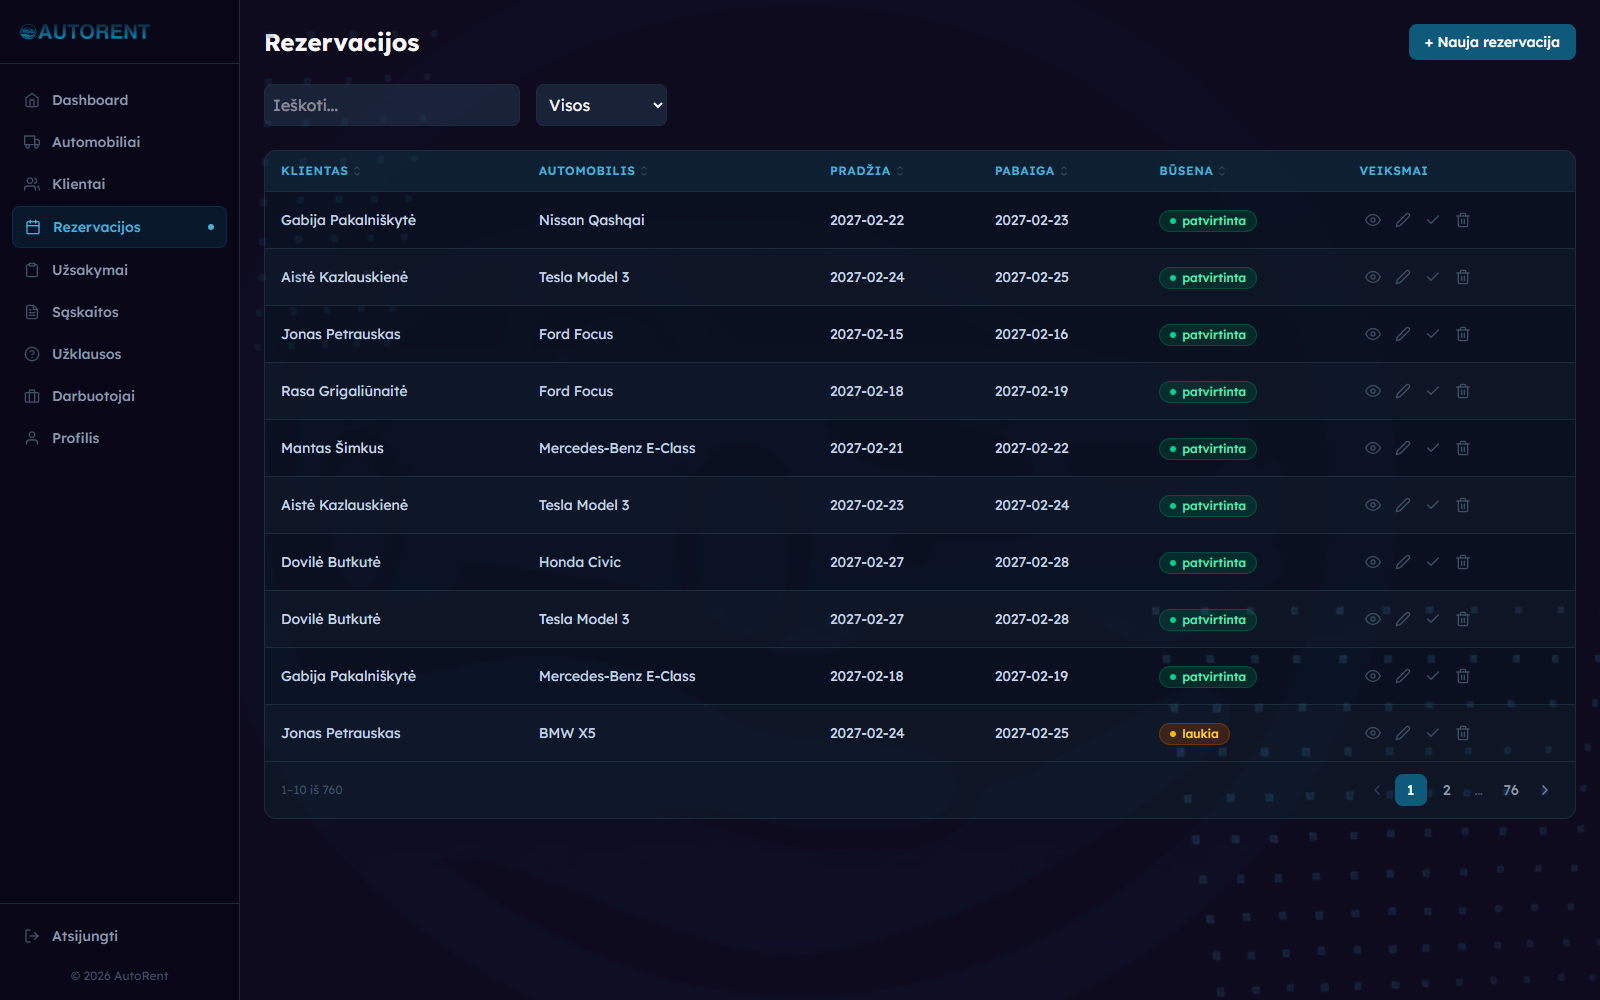 AUTORENT
Dashboard
Automobiliai
Klientai
Rezervacijos
Užsakymai
Sąskaitos
Užklausos
Darbuotojai
Profilis
Atsijungti
© 2026 AutoRent
Rezervacijos
+ Nauja rezervacija
Ieškoti...
Visos
KLIENTAS AUTOMOBILIS PRADŽIA PABAIGA BŪSENA VEIKSMAI
Gabija Pakalniškytė Nissan Qashqai 2027-02-22 2027-02-23 patvirtinta
Aistė Kazlauskienė Tesla Model 3 2027-02-24 2027-02-25 patvirtinta
Jonas Petrauskas Ford Focus 2027-02-15 2027-02-16 patvirtinta
Rasa Grigaliūnaitė Ford Focus 2027-02-18 2027-02-19 patvirtinta
Mantas Šimkus Mercedes-Benz E-Class 2027-02-21 2027-02-22 patvirtinta
Aistė Kazlauskienė Tesla Model 3 2027-02-23 2027-02-24 patvirtinta
Dovilė Butkutė Honda Civic 2027-02-27 2027-02-28 patvirtinta
Dovilė Butkutė Tesla Model 3 2027-02-27 2027-02-28 patvirtinta
Gabija Pakalniškytė Mercedes-Benz E-Class 2027-02-18 2027-02-19 patvirtinta
Jonas Petrauskas BMW X5 2027-02-24 2027-02-25 laukia
1–10 iš 760
1 2 ... 76